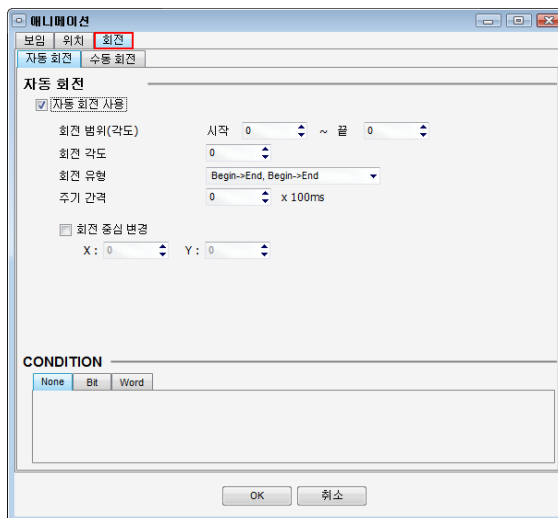 애니메이션
보임 위치 회전
자동 회전 수동 회전
자동 회전
자동 회전 사용
회전 범위(각도) 시작 0 ~ 끝 0
회전 각도 0
회전 유형 Begin->End, Begin->End
주기 간격 0 x 100ms
회전 중심 변경
X : 0 Y : 0
CONDITION
None Bit Word
OK 취소